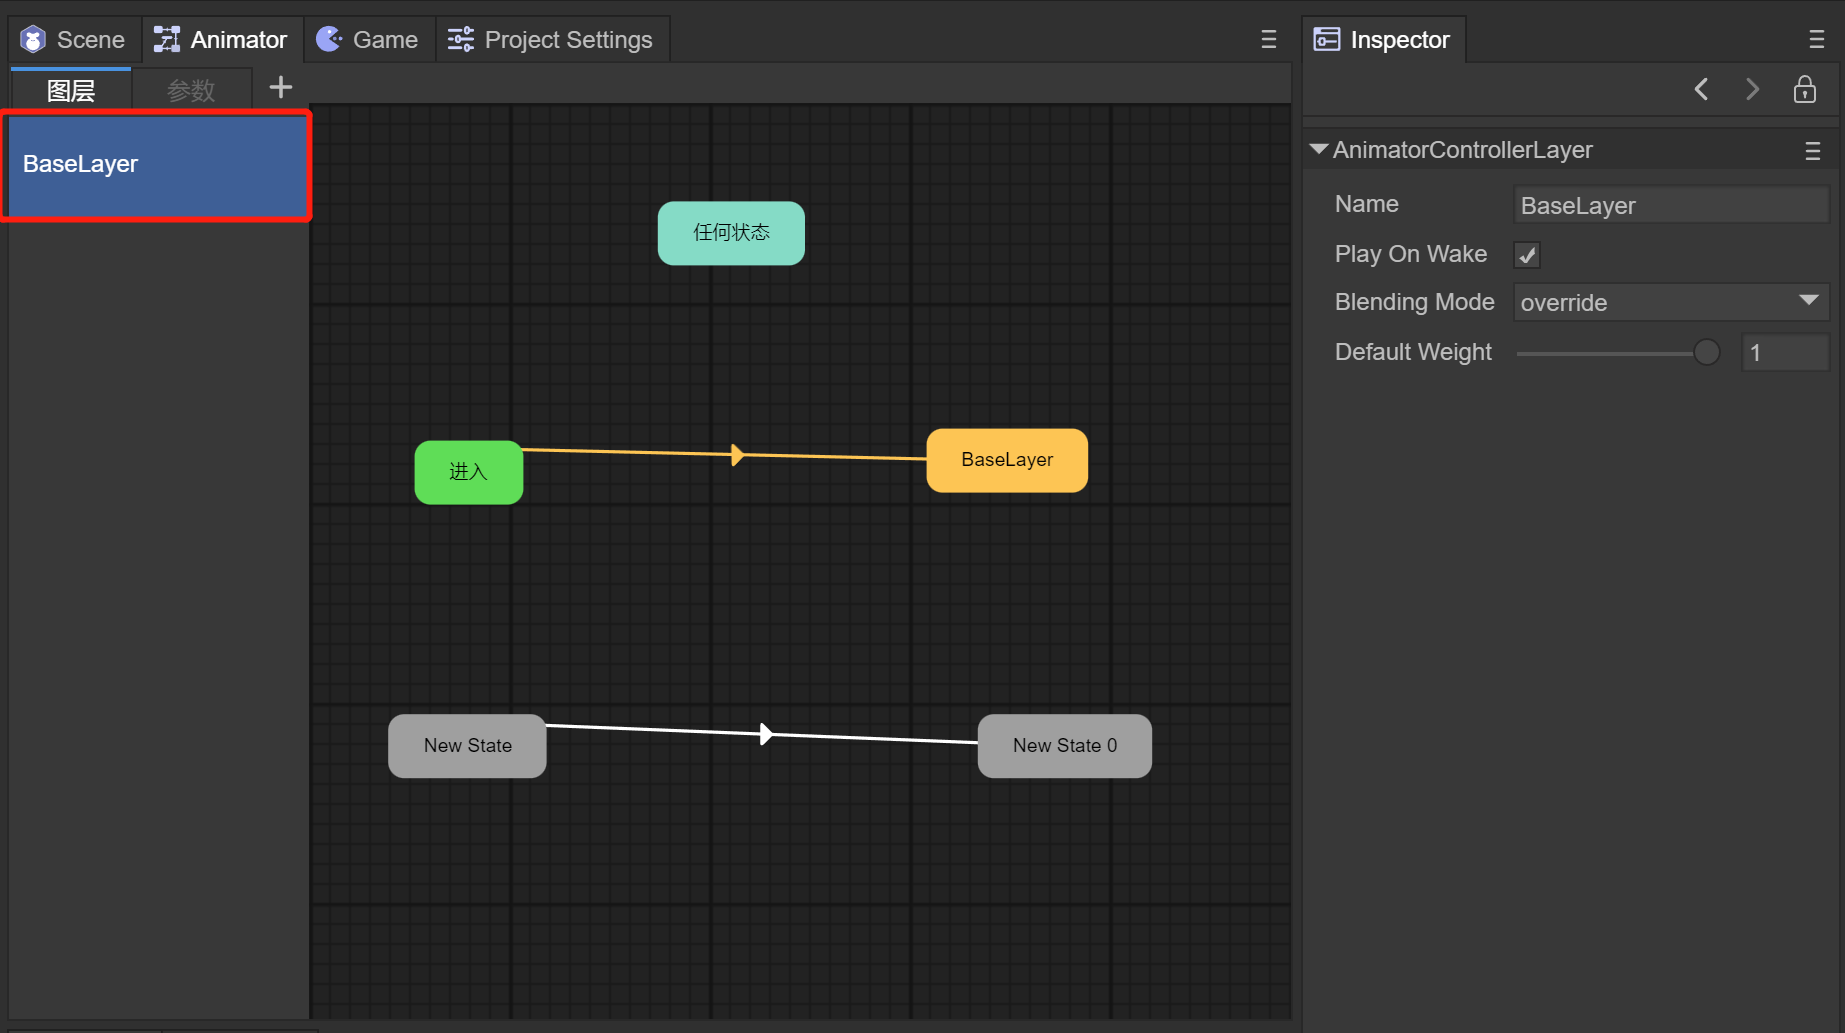 Scene
Animator
Game
Project Settings
Inspector
图层
参数
BaseLayer
任何状态
进入
BaseLayer
New State
New State 0
AnimatorControllerLayer
Name
BaseLayer
Play On Wake
Blending Mode
override
Default Weight
1